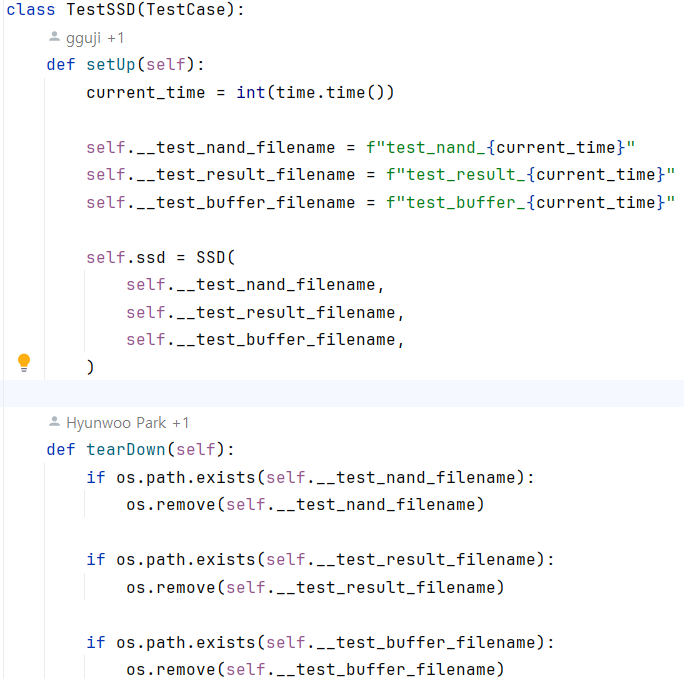 class TestSSD(TestCase):
gguji +1
def setUp(self):
current_time = int(time.time())
self.__test_nand_filename = f"test_nand_{current_time}"
self.__test_result_filename = f"test_result_{current_time}"
self.__test_buffer_filename = f"test_buffer_{current_time}"
self.ssd = SSD(
self.__test_nand_filename,
self.__test_result_filename,
self.__test_buffer_filename,
)
Hyunwoo Park +1
def tearDown(self):
if os.path.exists(self.__test_nand_filename):
os.remove(self.__test_nand_filename)
if os.path.exists(self.__test_result_filename):
os.remove(self.__test_result_filename)
if os.path.exists(self.__test_buffer_filename):
os.remove(self.__test_buffer_filename)